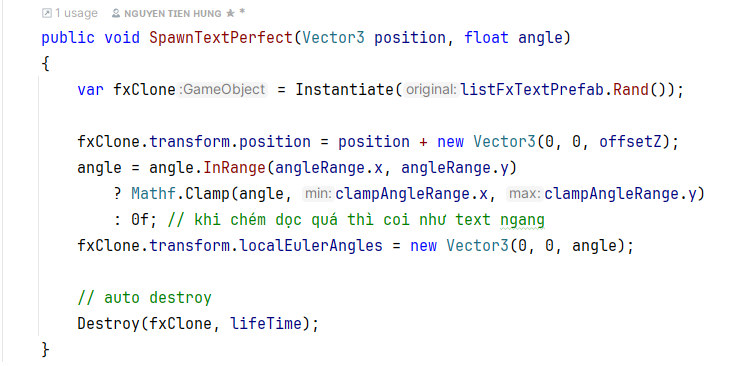 1 usage NGUYEN TIEN HUNG ★ *
public void SpawnTextPerfect(Vector3 position, float angle)
{
    var fxClone :GameObject = Instantiate( original: listFxTextPrefab.Rand());

    fxClone.transform.position = position + new Vector3(0, 0, offsetZ);
    angle = angle.InRange(angleRange.x, angleRange.y)
        ? Mathf.Clamp(angle, min: clampAngleRange.x, max: clampAngleRange.y)
        : 0f; // khi chém dọc quá thì coi như text ngang
    fxClone.transform.localEulerAngles = new Vector3(0, 0, angle);

    // auto destroy
    Destroy(fxClone, lifeTime);
}